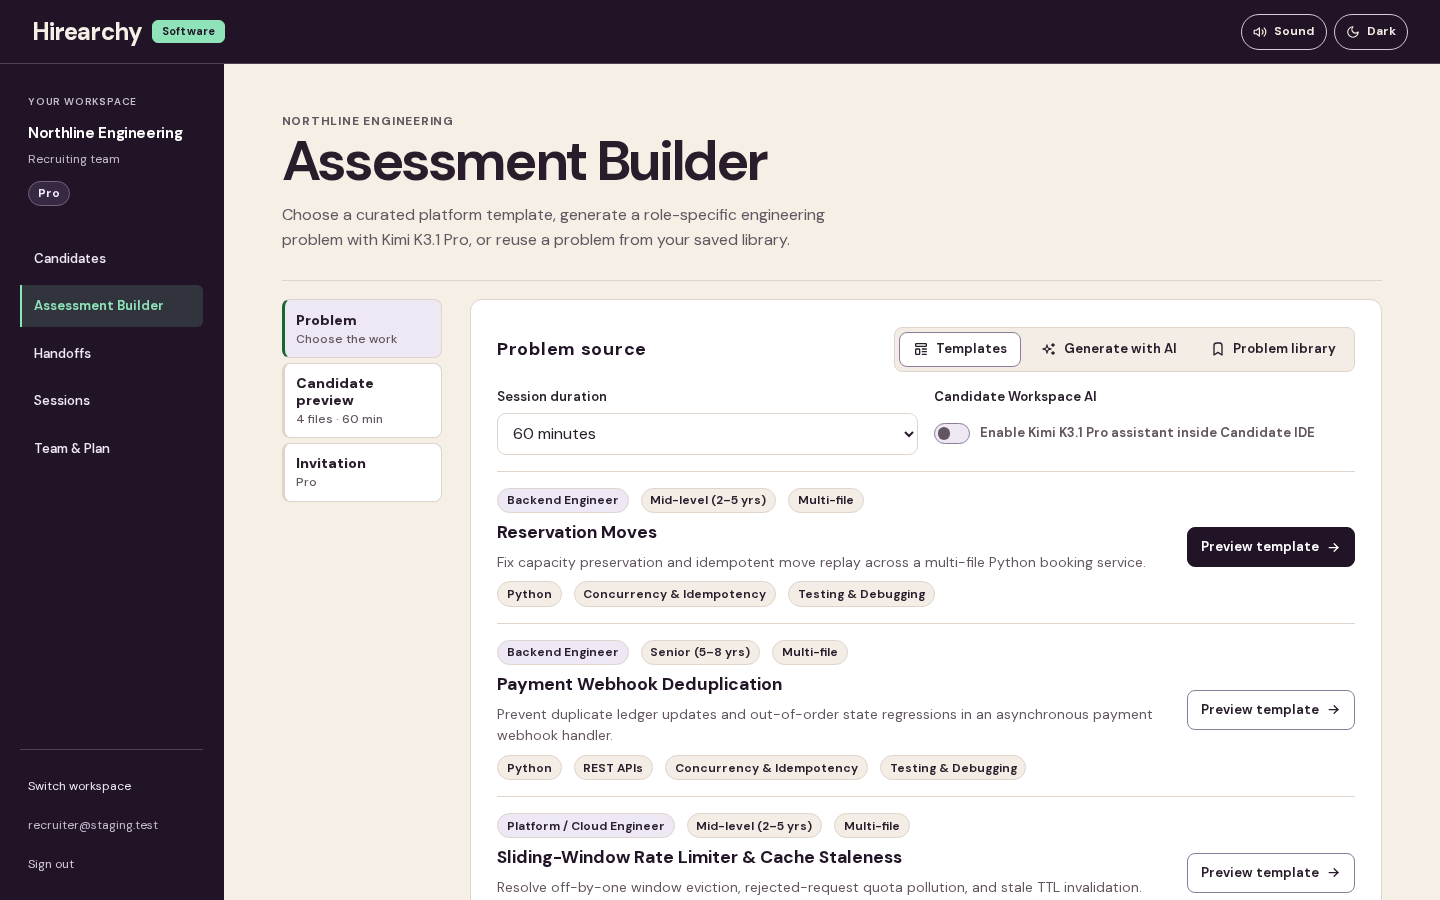 Hirearchy
Software
Sound
Dark
YOUR WORKSPACE
Northline Engineering
Recruiting team
Pro
Candidates
Assessment Builder
Handoffs
Sessions
Team & Plan
Switch workspace
recruiter@staging.test
Sign out
NORTHLINE ENGINEERING
Assessment Builder
Choose a curated platform template, generate a role-specific engineering
problem with Kimi K3.1 Pro, or reuse a problem from your saved library.
Problem
Choose the work
Candidate
preview
4 files · 60 min
Invitation
Pro
Problem source
Templates
Generate with AI
Problem library
Session duration
60 minutes
Candidate Workspace AI
Enable Kimi K3.1 Pro assistant inside Candidate IDE
Backend Engineer
Mid-level (2–5 yrs)
Multi-file
Reservation Moves
Fix capacity preservation and idempotent move replay across a multi-file Python booking service.
Python
Concurrency & Idempotency
Testing & Debugging
Preview template →
Backend Engineer
Senior (5–8 yrs)
Multi-file
Payment Webhook Deduplication
Prevent duplicate ledger updates and out-of-order state regressions in an asynchronous payment
webhook handler.
Python
REST APIs
Concurrency & Idempotency
Testing & Debugging
Preview template →
Platform / Cloud Engineer
Mid-level (2–5 yrs)
Multi-file
Sliding-Window Rate Limiter & Cache Staleness
Resolve off-by-one window eviction, rejected-request quota pollution, and stale TTL invalidation.
Preview template →